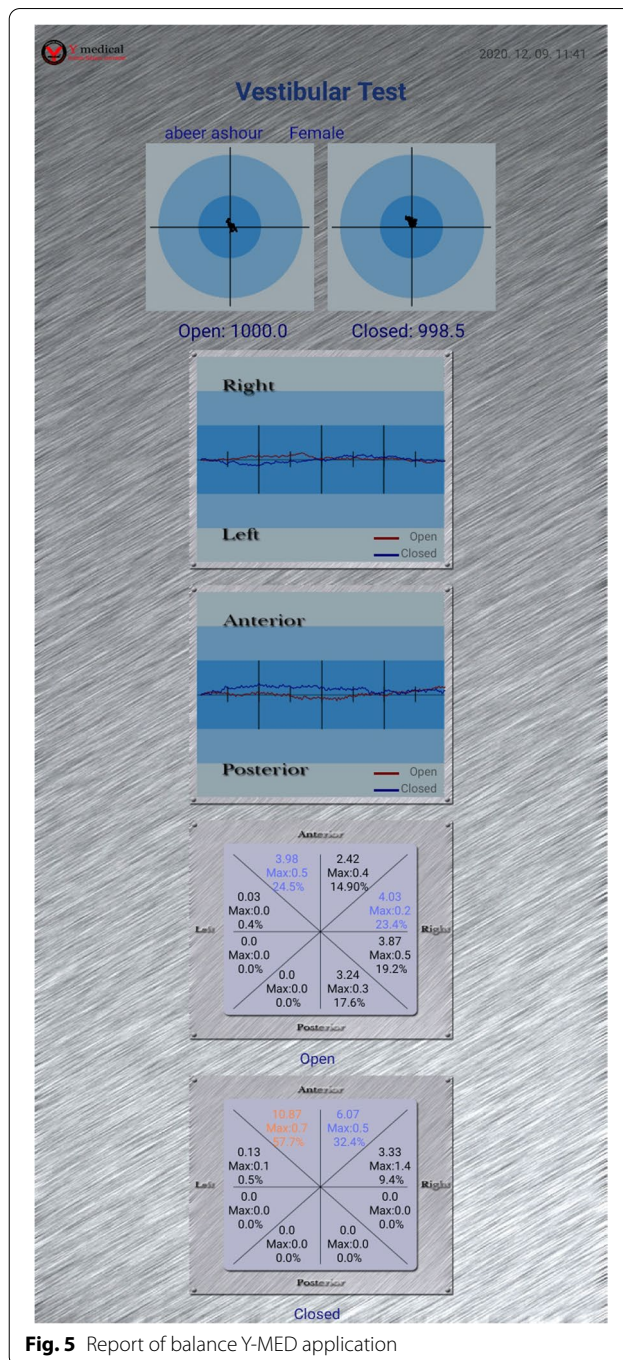 Y medical
2020. 12. 09. 11:41
Vestibular Test
abeer ashour Female
Open: 1000.0 Closed: 998.5
Right
Left
Open
Closed
Anterior
Posterior
Open
Closed
Anterior
3.98 2.42
Max:0.5 Max:0.4
24.5% 14.90%
0.03 4.03
Max:0.0 Max:0.2
0.4% 23.4%
Left Right
0.0 3.87
Max:0.0 Max:0.5
0.0% 19.2%
0.0 3.24
Max:0.0 Max:0.3
0.0% 17.6%
Posterior
Open
Anterior
10.87 6.07
Max:0.7 Max:0.5
57.7% 32.4%
0.13 3.33
Max:0.1 Max:1.4
0.5% 9.4%
Left Right
0.0 0.0
Max:0.0 Max:0.0
0.0% 0.0%
0.0 0.0
Max:0.0 Max:0.0
0.0% 0.0%
Posterior
Closed
Fig. 5 Report of balance Y-MED application